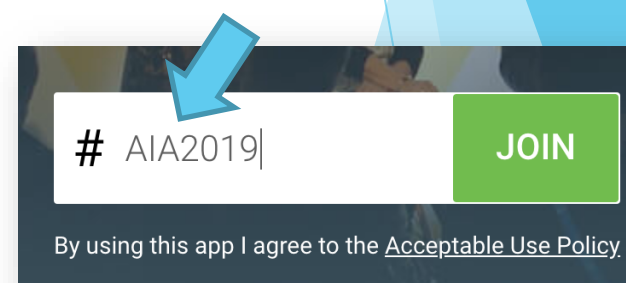 # AIA2019 JOIN
By using this app I agree to the Acceptable Use Policy